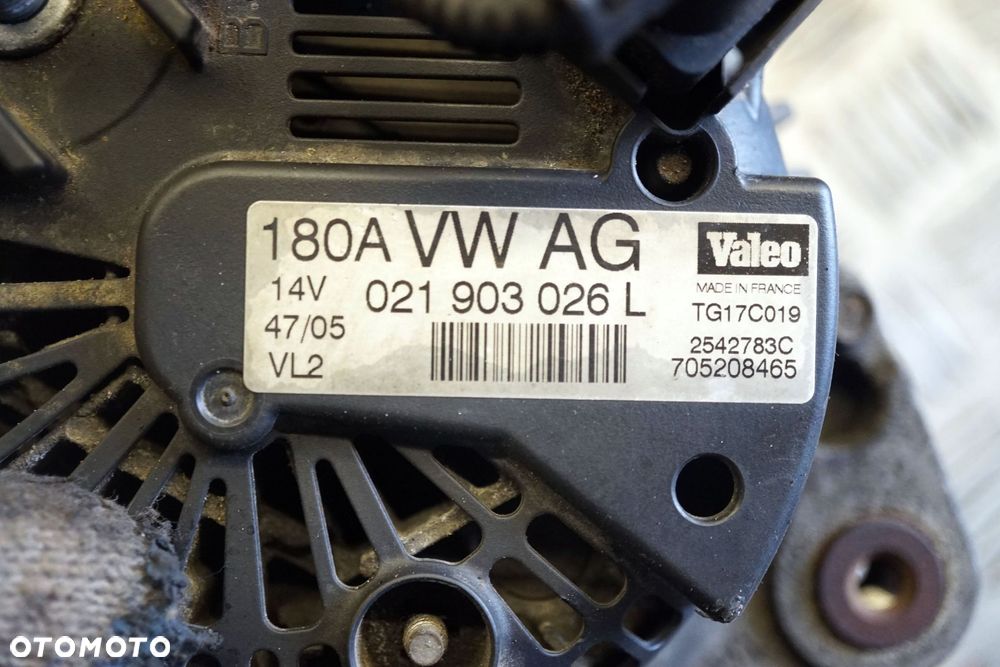 B+
180A VW AG
14V 021 903 026 L
47/05
VL2
Valeo
MADE IN FRANCE
TG17C019
2542783C
705208465
OTOMOTO